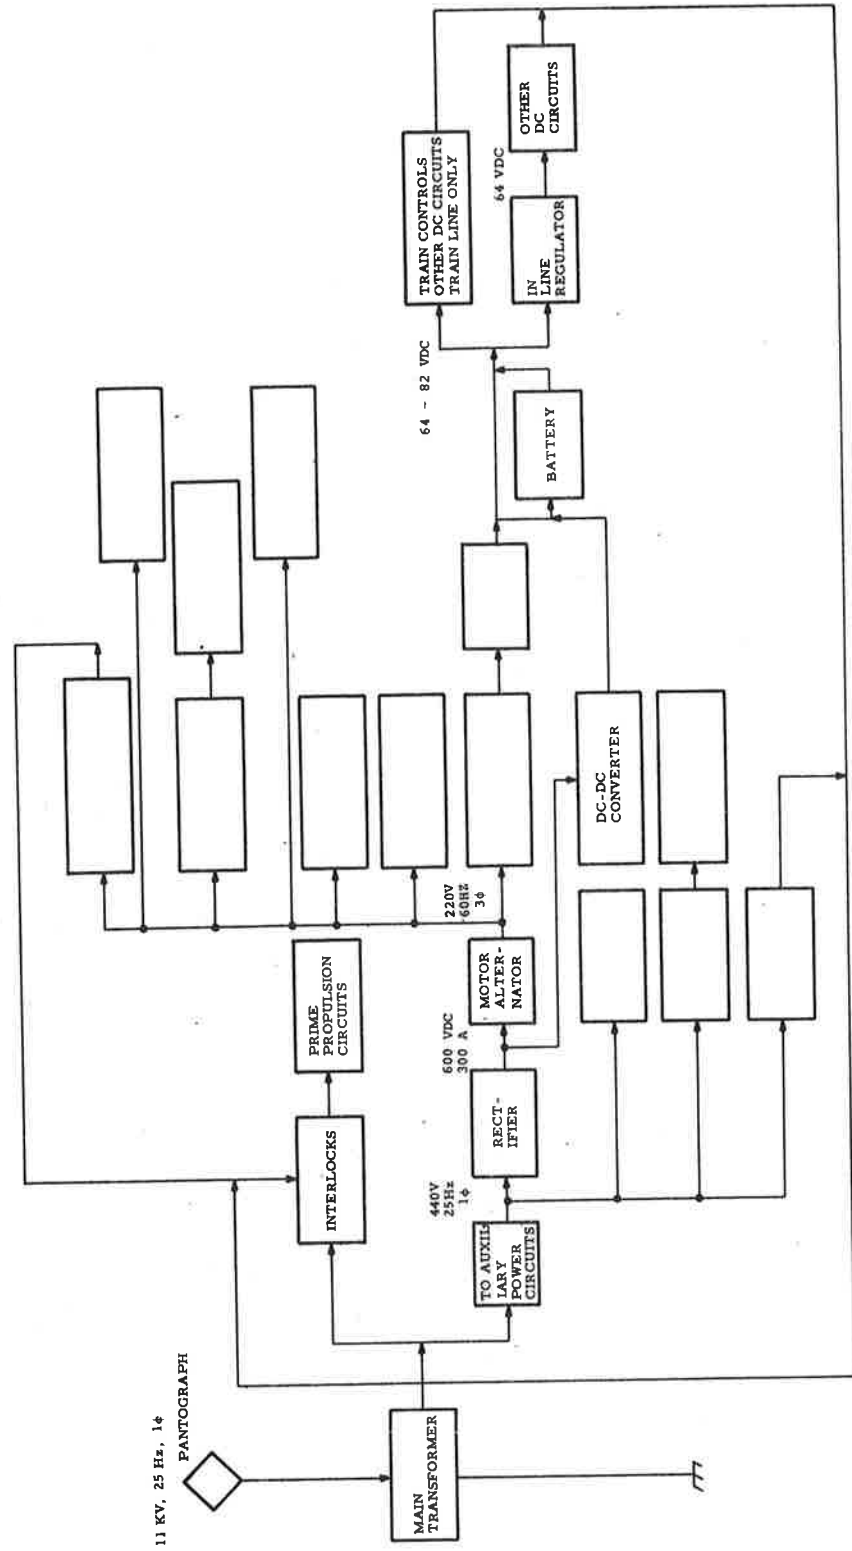 11 KV, 25 Hz, 1ϕ
PANTOGRAPH
MAIN
TRANSFORMER
INTERLOCKS
PRIME
PROPULSION
CIRCUITS
TO AUXIL-
IARY
POWER
CIRCUITS
440V
25Hz
1ϕ
RECT-
IFIER
600 VDC
300 A
MOTOR
ALTER-
NATOR
220V
60HZ
3ϕ
DC-DC
CONVERTER
BATTERY
64 - 82 VDC
TRAIN CONTROLS
OTHER DC CIRCUITS
TRAIN LINE ONLY
IN
LINE
REGULATOR
64 VDC
OTHER
DC
CIRCUITS